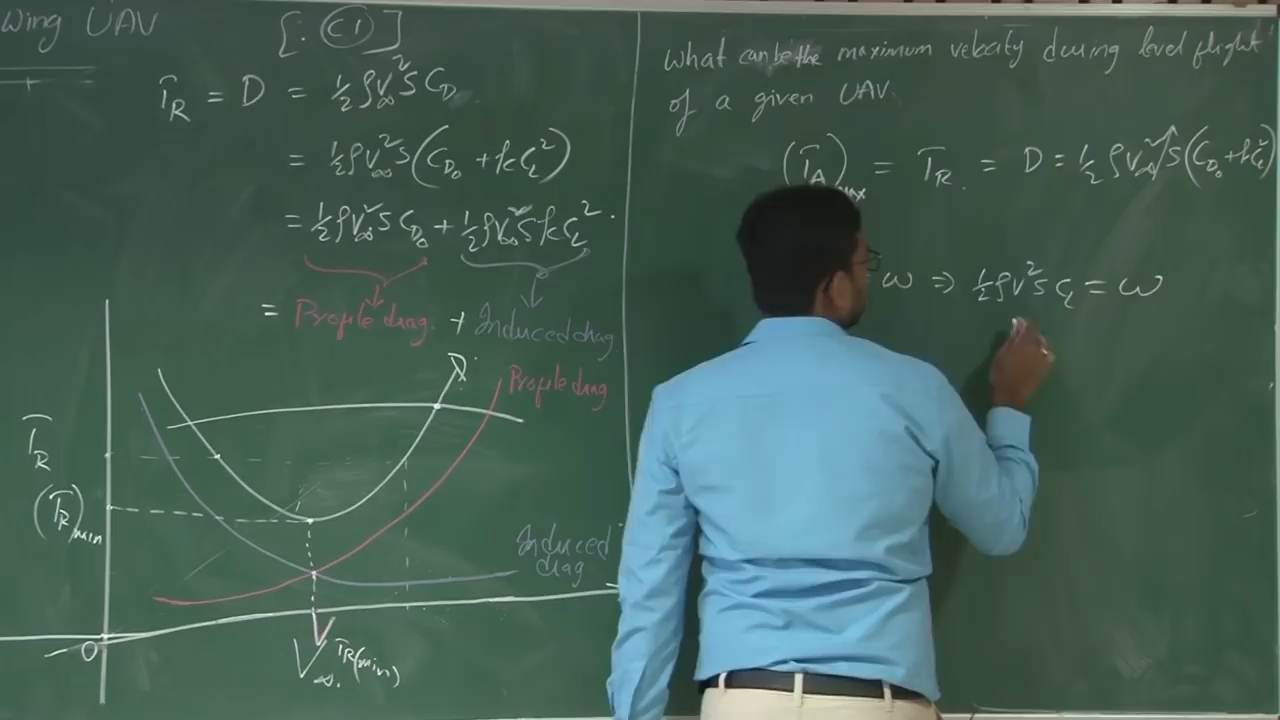 Wing UAV
[: C1]
T_R = D = ½ρV∞²S C_D
= ½ρV∞²S(C_D₀ + kC_L²)
= ½ρV∞²S C_D₀ + ½ρV∞²S kC_L².
= Profile drag + Induced drag
D
Profile drag
T_R
(T_R)min
Induced
drag
0
V∞ T_R(min)
What can be the maximum velocity during level flight
of a given UAV.
(T_A)max = T_R = D = ½ρV∞²S(C_D₀ + kC_L²)
W ⇒ ½ρV²S C_L = W